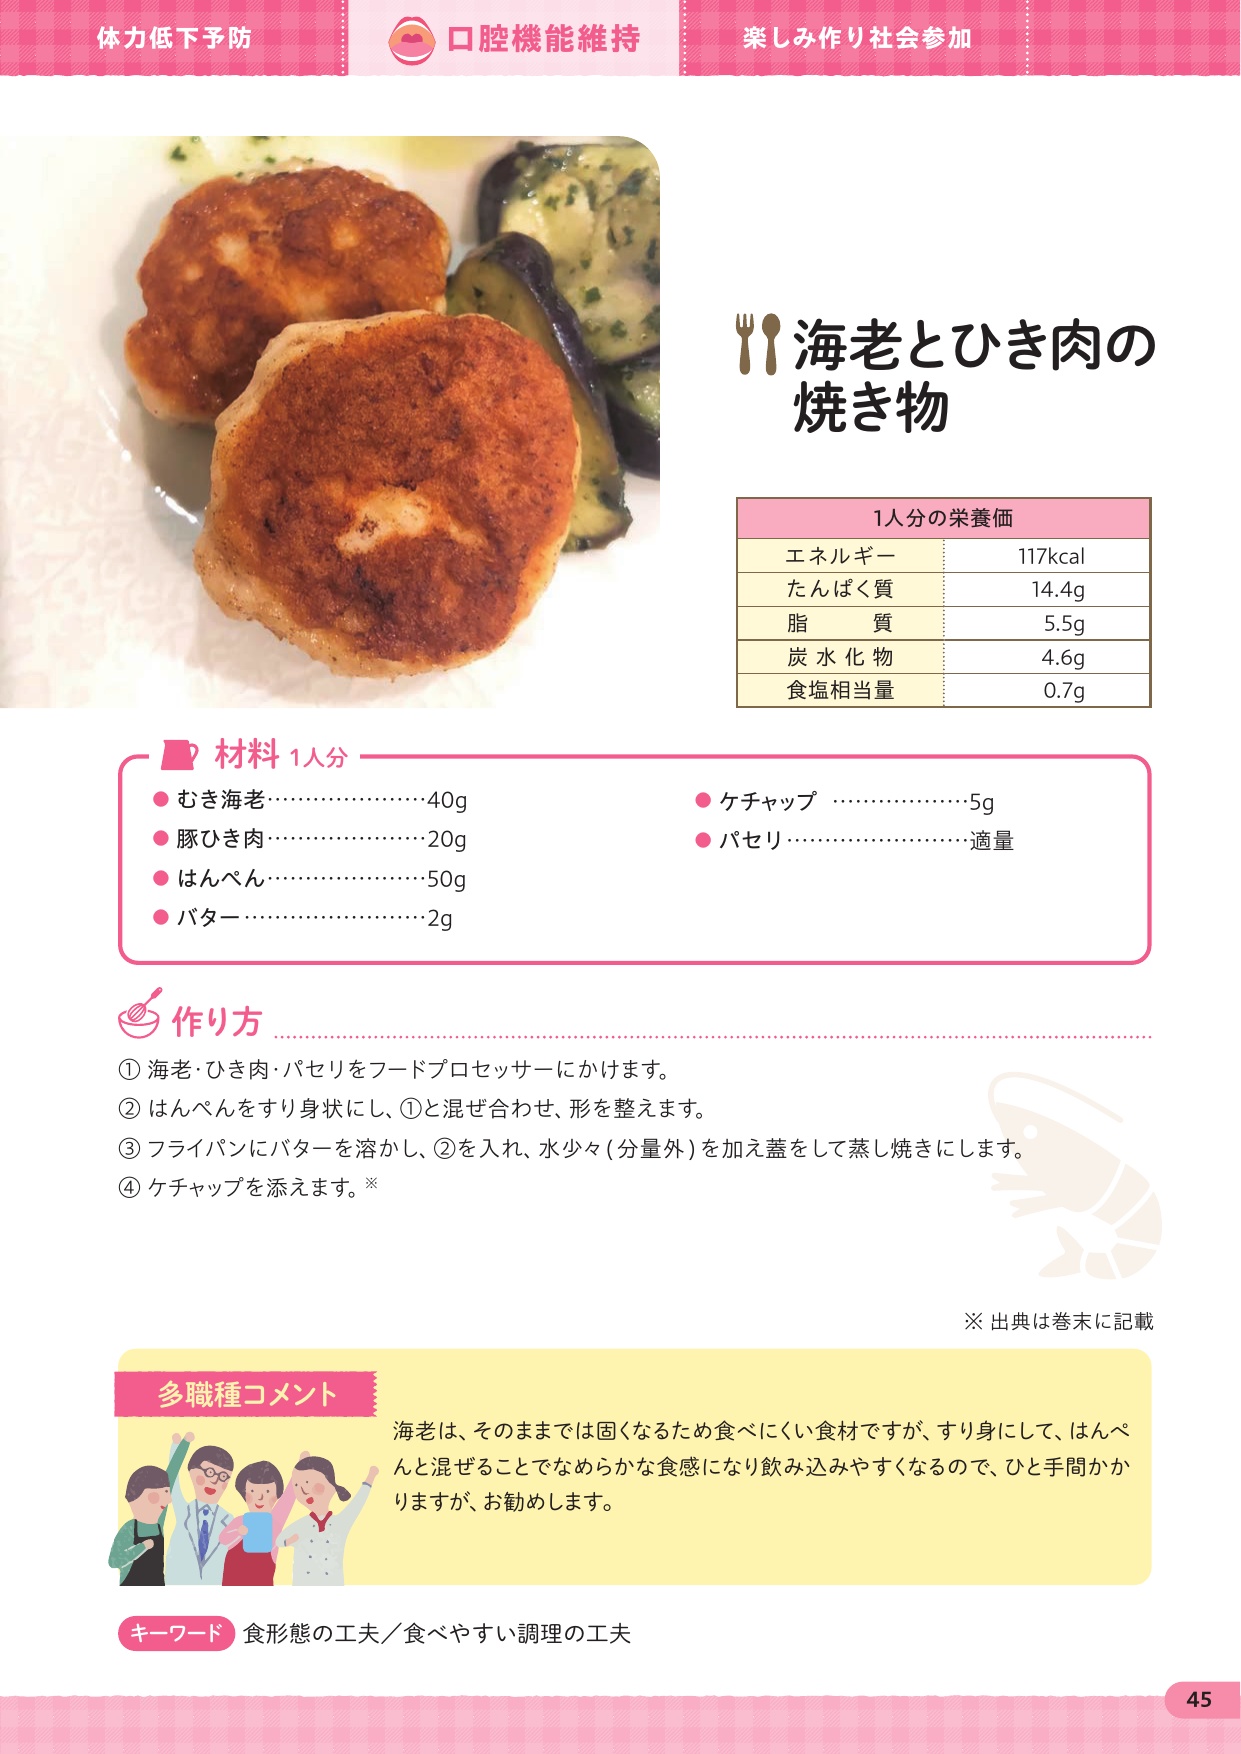 体力低下予防
口腔機能維持
楽しみ作り社会参加
海老とひき肉の
焼き物
1人分の栄養価
エネルギー 117kcal
たんぱく質 14.4g
脂質 5.5g
炭水化物 4.6g
食塩相当量 0.7g
材料 1人分
● むき海老…………………40g
● 豚ひき肉…………………20g
● はんぺん…………………50g
● バター……………………2g
● ケチャップ ………………5g
● パセリ……………………適量
作り方
① 海老・ひき肉・パセリをフードプロセッサーにかけます。
② はんぺんをすり身状にし、①と混ぜ合わせ、形を整えます。
③ フライパンにバターを溶かし、②を入れ、水少々(分量外)を加え蓋をして蒸し焼きにします。
④ ケチャップを添えます。※
※ 出典は巻末に記載
多職種コメント
海老は、そのままでは固くなるため食べにくい食材ですが、すり身にして、はんぺ
んと混ぜることでなめらかな食感になり飲み込みやすくなるので、ひと手間かか
りますが、お勧めします。
キーワード 食形態の工夫／食べやすい調理の工夫
45